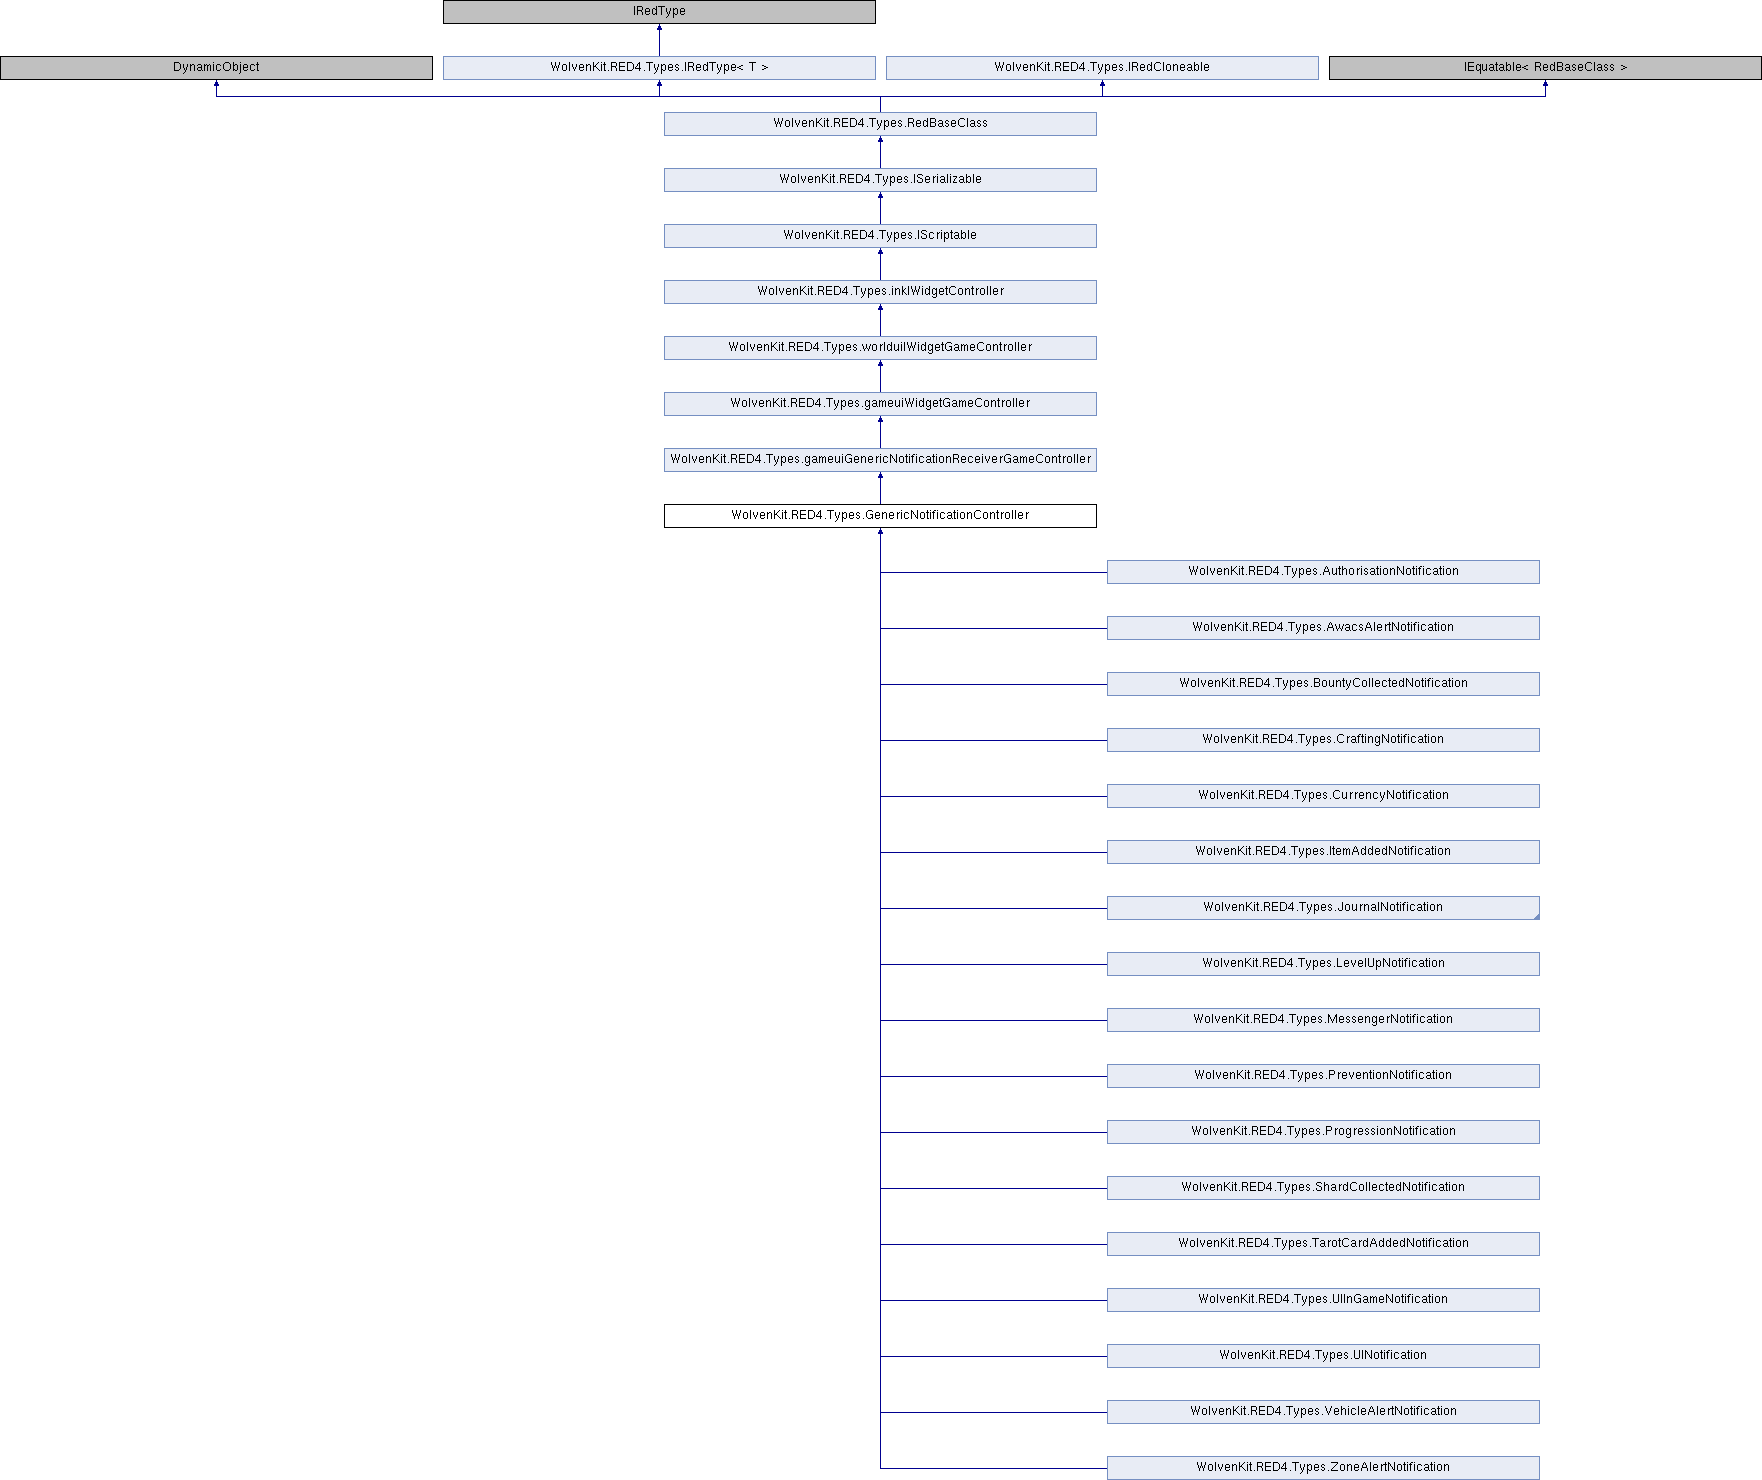 IRedType
DynamicObject
WolvenKit.RED4.Types.IRedType< T >
WolvenKit.RED4.Types.IRedCloneable
IEquatable< RedBaseClass >
WolvenKit.RED4.Types.RedBaseClass
WolvenKit.RED4.Types.ISerializable
WolvenKit.RED4.Types.IScriptable
WolvenKit.RED4.Types.inkIWidgetController
WolvenKit.RED4.Types.worlduiIWidgetGameController
WolvenKit.RED4.Types.gameuiWidgetGameController
WolvenKit.RED4.Types.gameuiGenericNotificationReceiverGameController
WolvenKit.RED4.Types.GenericNotificationController
WolvenKit.RED4.Types.AuthorisationNotification
WolvenKit.RED4.Types.AwacsAlertNotification
WolvenKit.RED4.Types.BountyCollectedNotification
WolvenKit.RED4.Types.CraftingNotification
WolvenKit.RED4.Types.CurrencyNotification
WolvenKit.RED4.Types.ItemAddedNotification
WolvenKit.RED4.Types.JournalNotification
WolvenKit.RED4.Types.LevelUpNotification
WolvenKit.RED4.Types.MessengerNotification
WolvenKit.RED4.Types.PreventionNotification
WolvenKit.RED4.Types.ProgressionNotification
WolvenKit.RED4.Types.ShardCollectedNotification
WolvenKit.RED4.Types.TarotCardAddedNotification
WolvenKit.RED4.Types.UIInGameNotification
WolvenKit.RED4.Types.UINotification
WolvenKit.RED4.Types.VehicleAlertNotification
WolvenKit.RED4.Types.ZoneAlertNotification